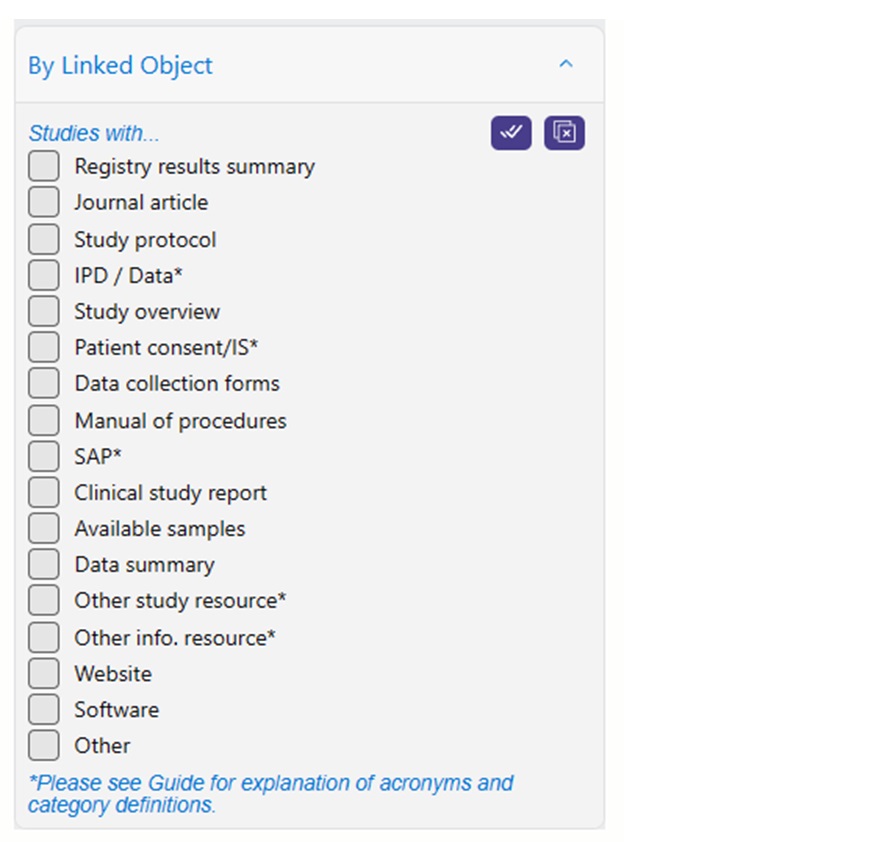 By Linked Object
Studies with...
Registry results summary
Journal article
Study protocol
IPD / Data*
Study overview
Patient consent/IS*
Data collection forms
Manual of procedures
SAP*
Clinical study report
Available samples
Data summary
Other study resource*
Other info. resource*
Website
Software
Other
*Please see Guide for explanation of acronyms and
category definitions.